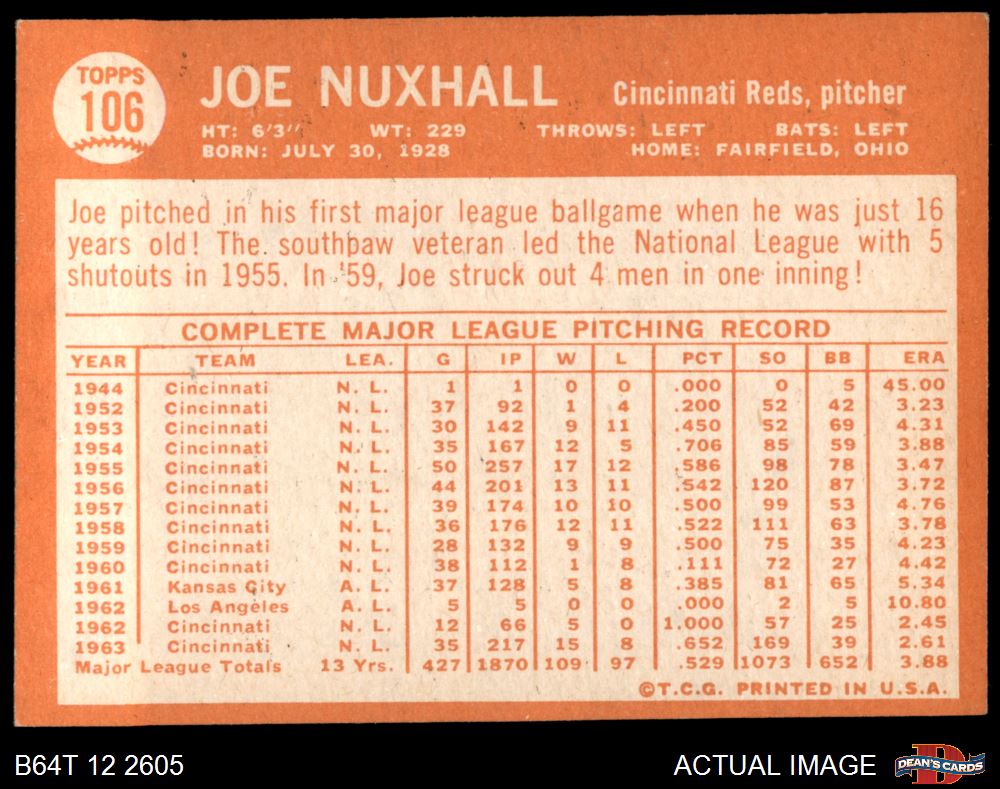 TOPPS
106
JOE NUXHALL
Cincinnati Reds, pitcher
HT: 6'3" WT: 229 THROWS: LEFT BATS: LEFT
BORN: JULY 30, 1928 HOME: FAIRFIELD, OHIO
Joe pitched in his first major league ballgame when he was just 16
years old! The southpaw veteran led the National League with 5
shutouts in 1955. In '59, Joe struck out 4 men in one inning!
COMPLETE MAJOR LEAGUE PITCHING RECORD
YEAR TEAM LEA. G IP W L PCT SO BB ERA
1944 Cincinnati N. L. 1 1 0 0 .000 0 5 45.00
1952 Cincinnati N. L. 37 92 1 4 .200 52 42 3.23
1953 Cincinnati N. L. 30 142 9 11 .450 52 69 4.31
1954 Cincinnati N. L. 35 167 12 5 .706 85 59 3.88
1955 Cincinnati N. L. 50 257 17 12 .586 98 78 3.47
1956 Cincinnati N. L. 44 201 13 11 .542 120 87 3.72
1957 Cincinnati N. L. 39 174 10 10 .500 99 53 4.76
1958 Cincinnati N. L. 36 176 12 11 .522 111 63 3.78
1959 Cincinnati N. L. 28 132 9 9 .500 75 35 4.23
1960 Cincinnati N. L. 38 112 1 8 .111 72 27 4.42
1961 Kansas City A. L. 37 128 5 8 .385 81 65 5.34
1962 Los Angeles A. L. 5 5 0 0 .000 2 5 10.80
1962 Cincinnati N. L. 12 66 5 0 1.000 57 25 2.45
1963 Cincinnati N. L. 35 217 15 8 .652 169 39 2.61
Major League Totals 13 Yrs. 427 1870 109 97 .529 1073 652 3.88
©T.C.G. PRINTED IN U.S.A.
B64T 12 2605 ACTUAL IMAGE
DEAN'S CARDS